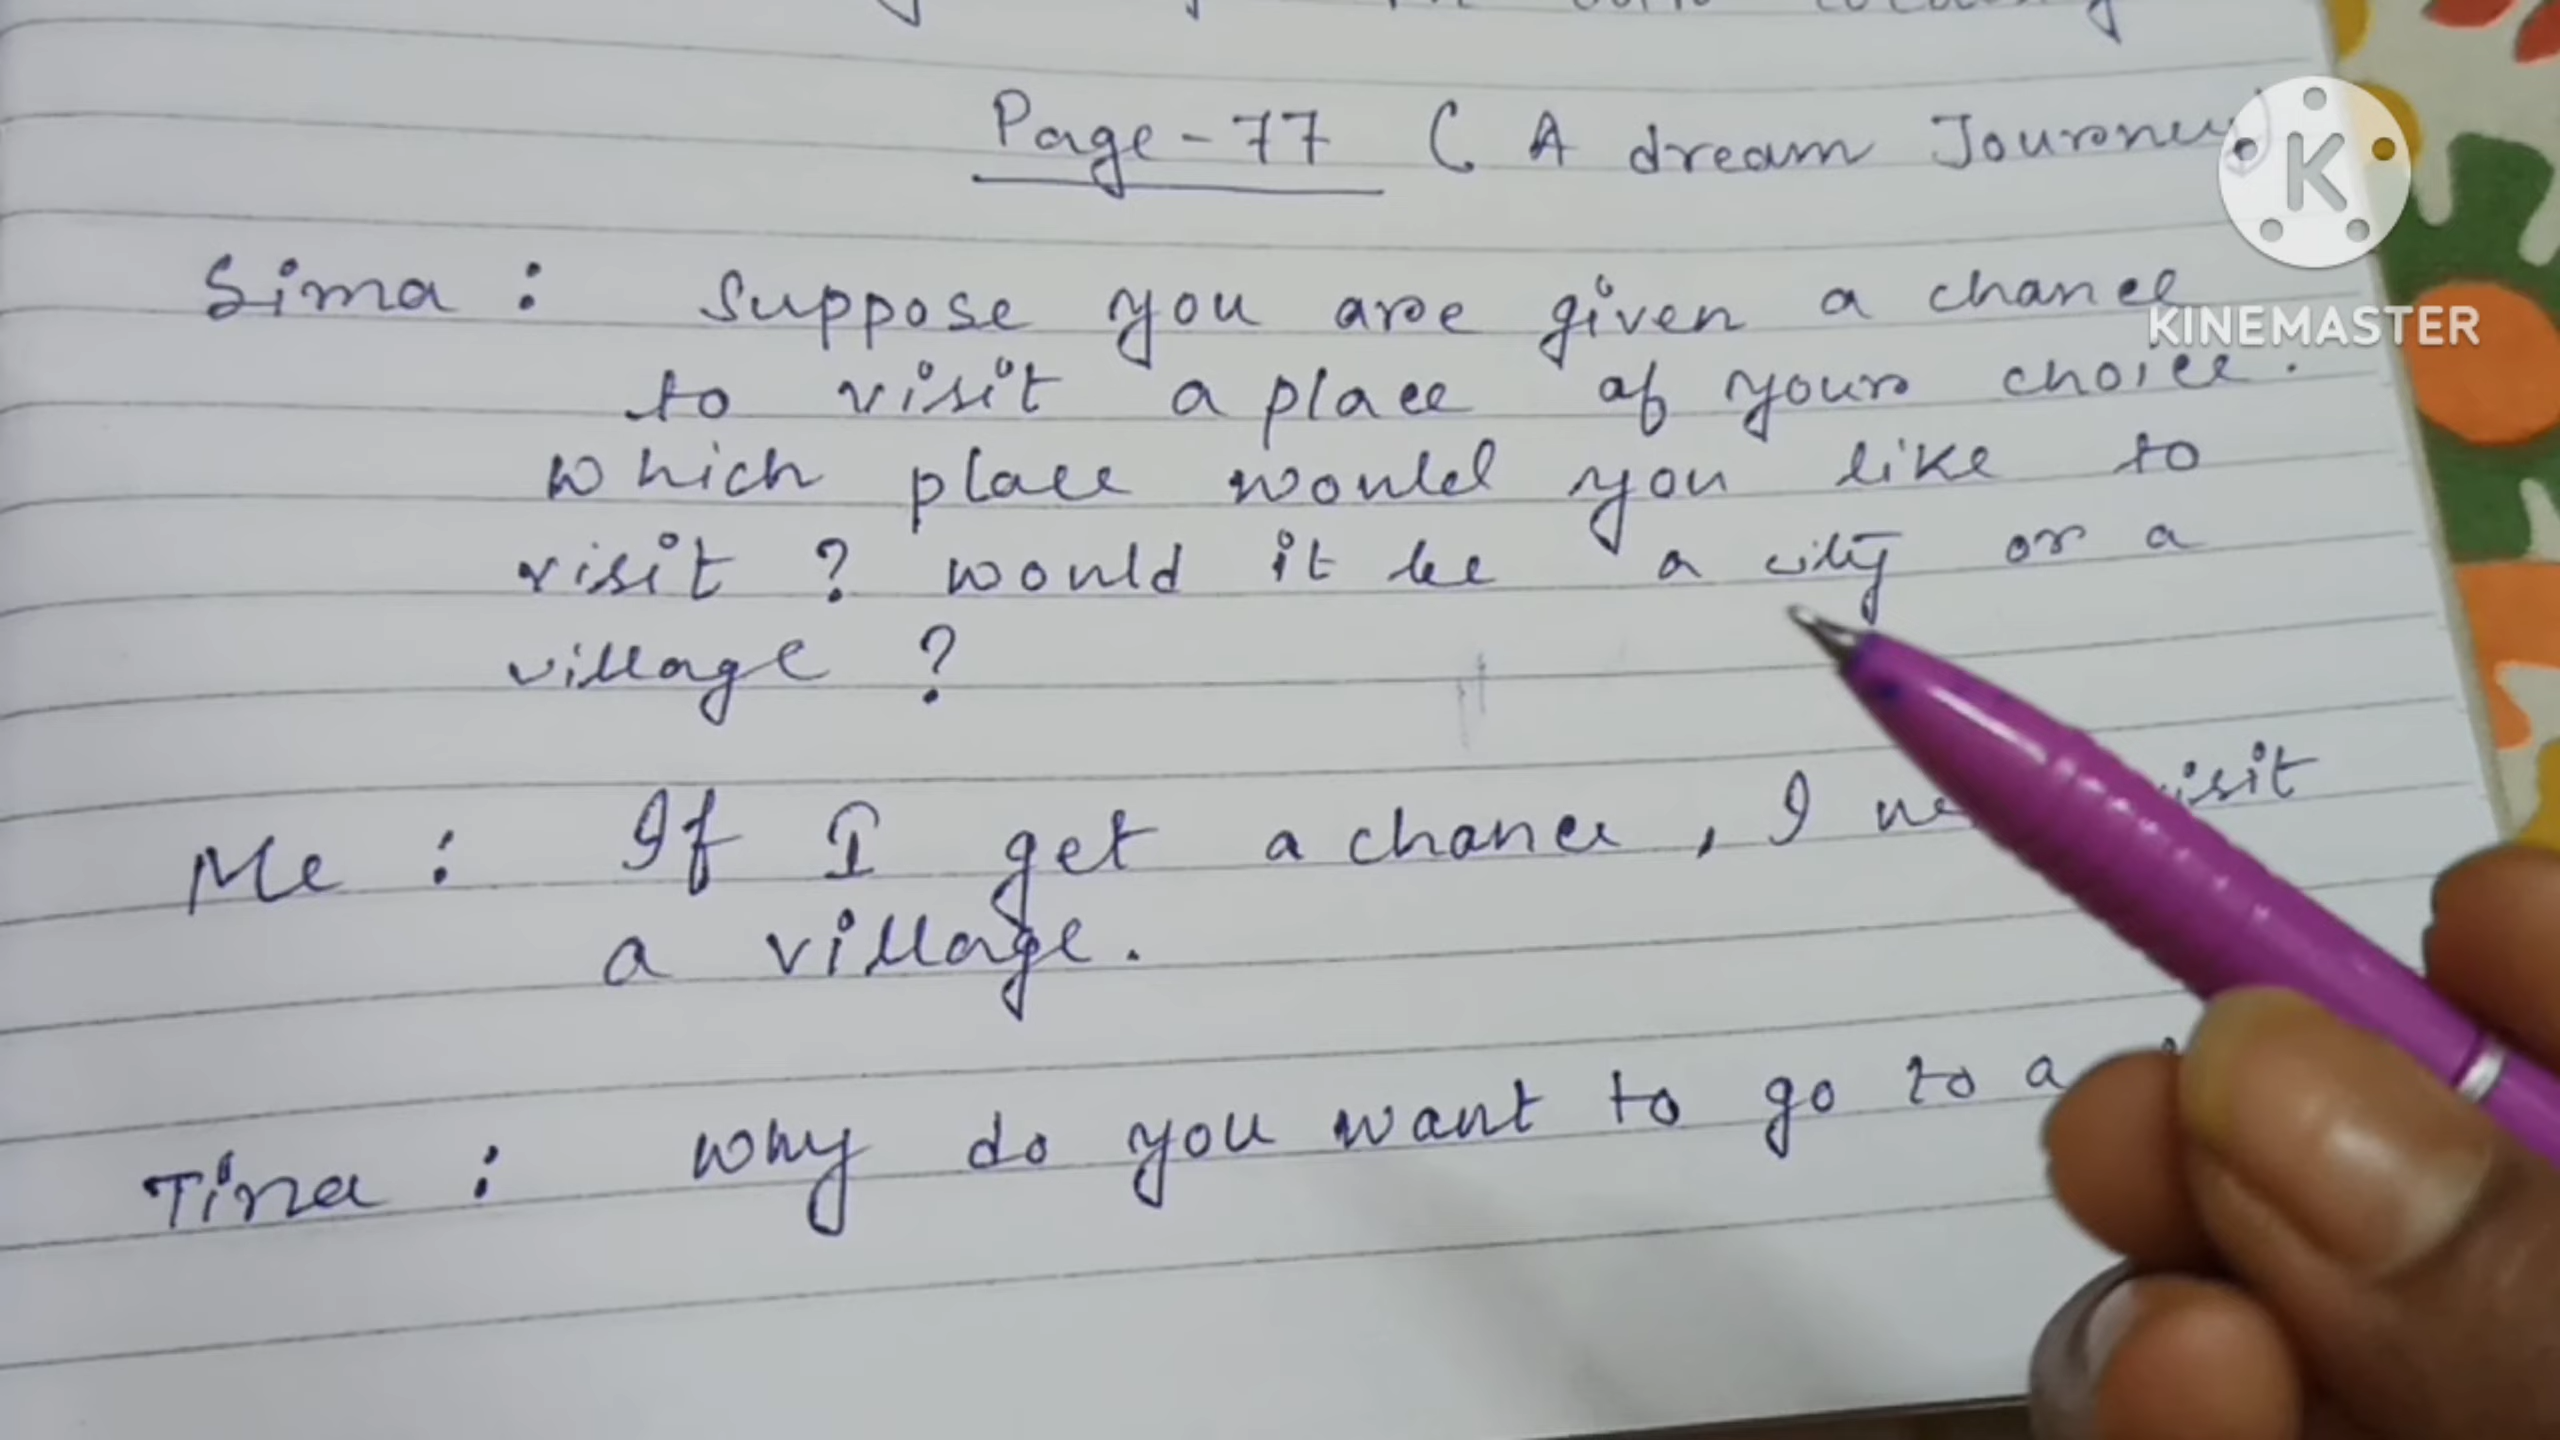 Page-77 ( A dream Journey)
Sima : Suppose you are given a chance
to visit a place of your choice.
which place would you like to
visit ? would it be a city or a
village ?
Me : If I get a chance, I visit
a village.
Tina : why do you want to go to a
K
KINEMASTER